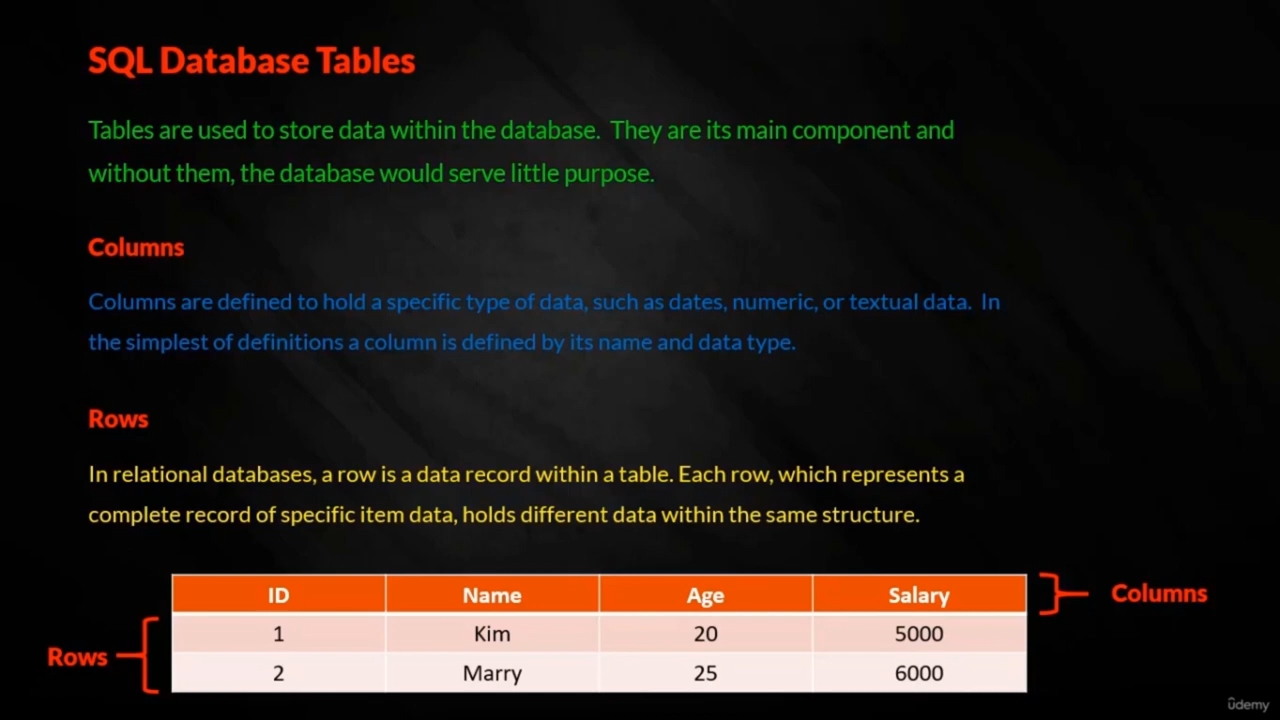 SQL Database Tables
Tables are used to store data within the database. They are its main component and
without them, the database would serve little purpose.
Columns
Columns are defined to hold a specific type of data, such as dates, numeric, or textual data. In
the simplest of definitions a column is defined by its name and data type.
Rows
In relational databases, a row is a data record within a table. Each row, which represents a
complete record of specific item data, holds different data within the same structure.
ID Name Age Salary
Columns
1 Kim 20 5000
Rows
2 Marry 25 6000
ûdemy